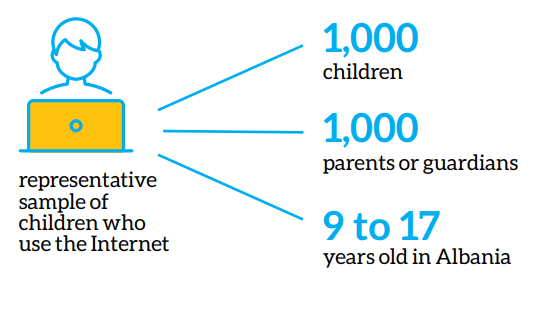 representative
sample of
children who
use the Internet
1,000
children
1,000
parents or guardians
9 to 17
years old in Albania